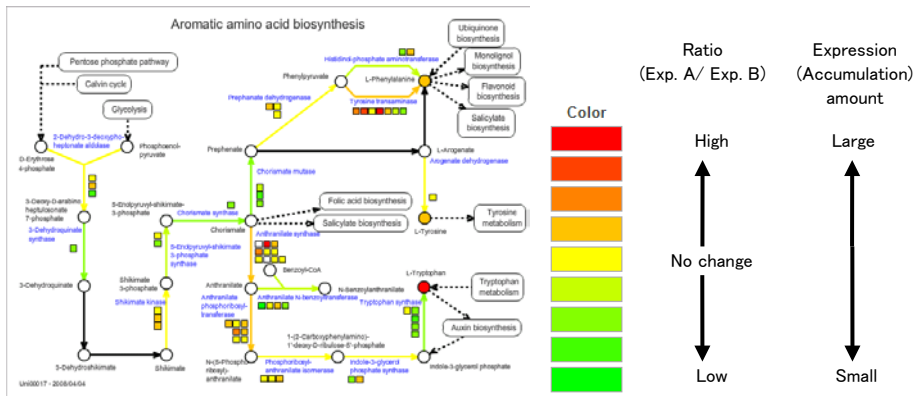 Aromatic amino acid biosynthesis
Pentose phosphate pathway
Calvin cycle
Glycolysis
2-Dehydro-3-deoxypho-
heptonate aldolase
D-Erythrose
4-phosphate
Phosphoenol-
pyruvate
3-Deoxy-D-arabino
heptulosonate
7-phosphate
3-Dehydroquinate
synthase
3-Dehydroquinate
3-Dehydroshikimate
Shikimate
Shikimate kinase
Shikimate
3-phosphate
5-Enolpyruvyl-shikimate
3-phosphate
synthase
5-Enolpyruvyl-shikimate-
3-phosphate
Chorismate synthase
Chorismate
Chorismate mutase
Prephenate
Prephenate dehydrogenase
Phenylpyruvate
Histidinol-phosphate aminotransferase
L-Phenylalanine
Tyrosine transaminase
Ubiquinone
biosynthesis
Monolignol
biosynthesis
Flavonoid
biosynthesis
Salicylate
biosynthesis
L-Arogenate
Arogenate dehydrogenase
L-Tyrosine
Tyrosine
metabolism
Folic acid biosynthesis
Salicylate biosynthesis
Anthranilate synthase
Benzoyl-CoA
Anthranilate
N-benzoylanthranilate
Anthranilate N-benzoyltransferase
Anthranilate
phosphoribosyl-
transferase
N-(5-Phospho-
riboxyl)-
anthranilate
Phosphoribosyl-
anthranilate isomerase
1-(2-Carboxyphenylamino)-
1'-deoxy-D-ribulose-5'-phosphate
Indole-3-glycerol
phosphate synthase
Indole-3-glycerol phosphate
Tryptophan synthase
L-Tryptophan
Tryptophan
metabolism
Auxin biosynthesis
Uni00017 - 2008/04/04
Color
Ratio
(Exp. A/ Exp. B)
High
No change
Low
Expression
(Accumulation)
amount
Large
Small